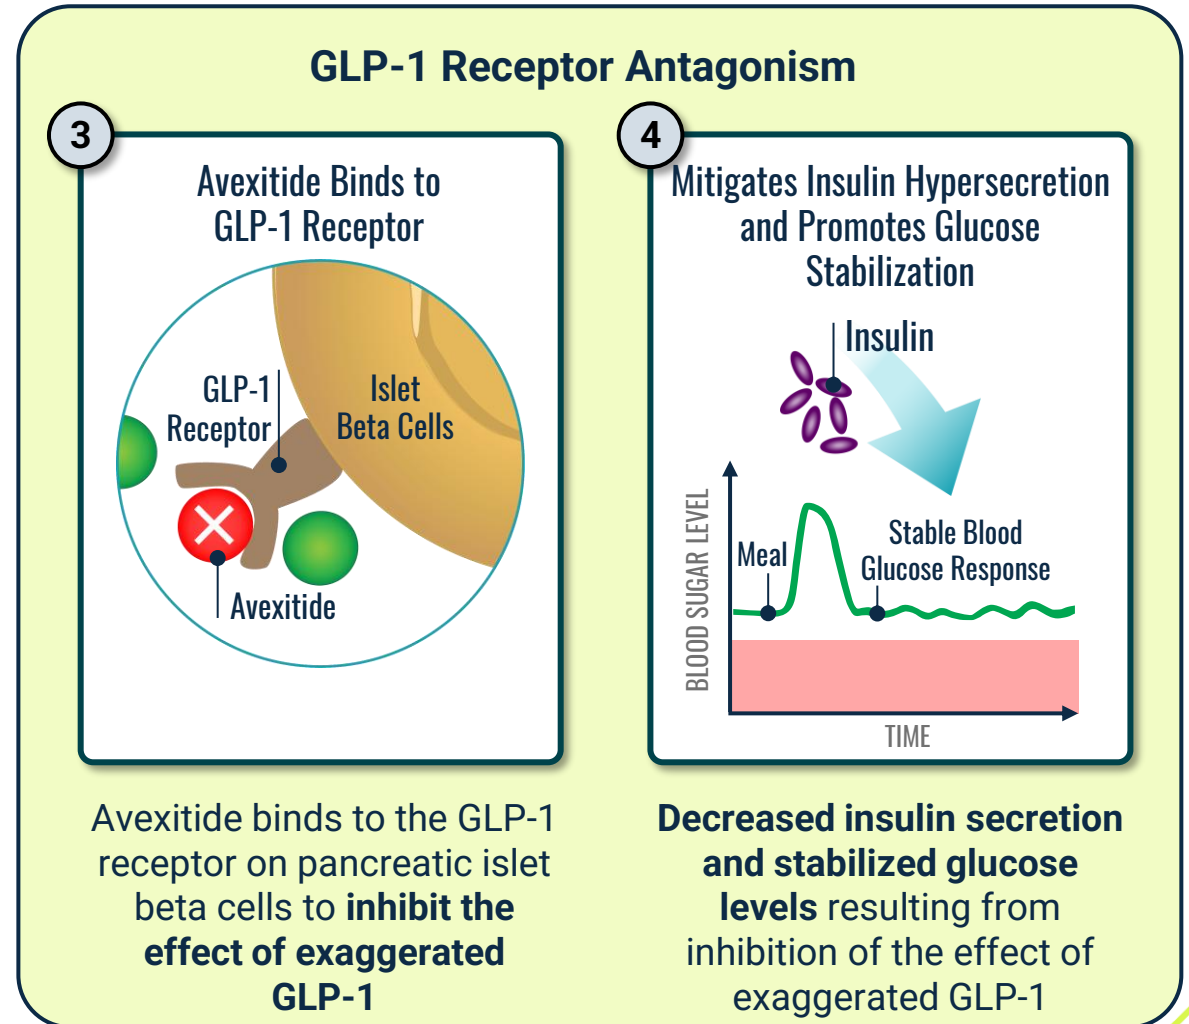 GLP-1 Receptor Antagonism
3
Avexitide Binds to
GLP-1 Receptor
GLP-1
Receptor
Islet
Beta Cells
Avexitide
Avexitide binds to the GLP-1
receptor on pancreatic islet
beta cells to inhibit the
effect of exaggerated
GLP-1
4
Mitigates Insulin Hypersecretion
and Promotes Glucose
Stabilization
Insulin
BLOOD SUGAR LEVEL
Meal
Stable Blood
Glucose Response
TIME
Decreased insulin secretion
and stabilized glucose
levels resulting from
inhibition of the effect of
exaggerated GLP-1